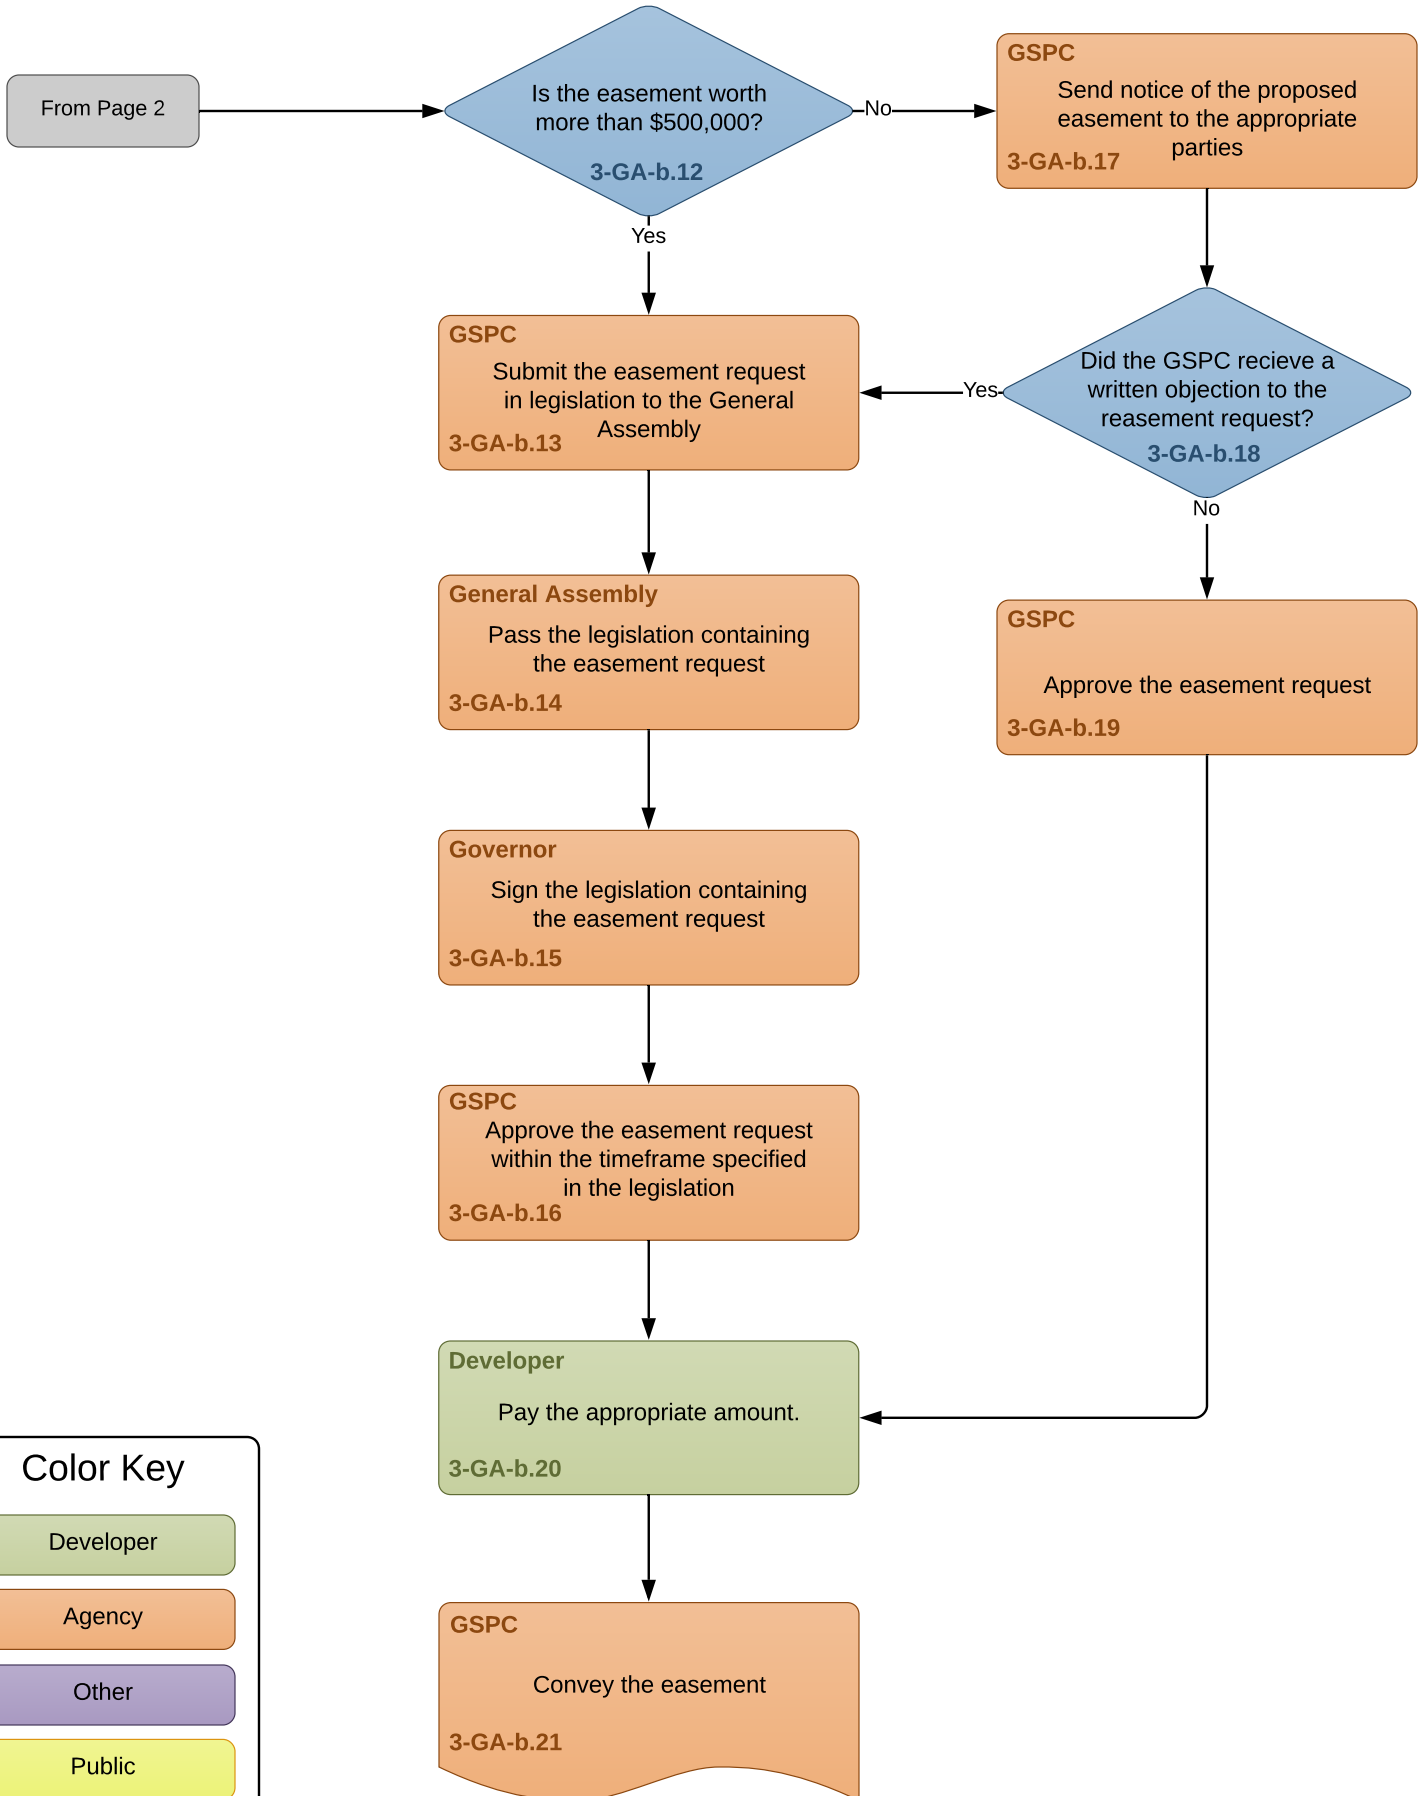 From Page 2
Is the easement worth
more than $500,000?
3-GA-b.12
No
Yes
GSPC
Send notice of the proposed
easement to the appropriate
parties
3-GA-b.17
GSPC
Submit the easement request
in legislation to the General
Assembly
3-GA-b.13
Yes
Did the GSPC recieve a
written objection to the
reasement request?
3-GA-b.18
No
General Assembly
Pass the legislation containing
the easement request
3-GA-b.14
GSPC
Approve the easement request
3-GA-b.19
Governor
Sign the legislation containing
the easement request
3-GA-b.15
GSPC
Approve the easement request
within the timeframe specified
in the legislation
3-GA-b.16
Developer
Pay the appropriate amount.
3-GA-b.20
GSPC
Convey the easement
3-GA-b.21
Color Key
Developer
Agency
Other
Public